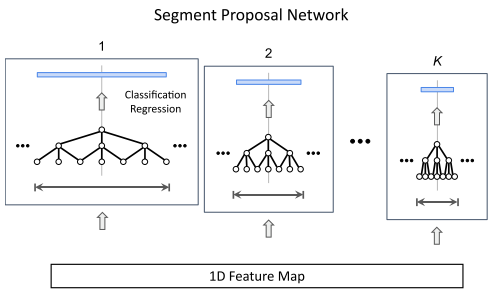 Segment Proposal Network
1
2
K
Classification
Regression
1D Feature Map